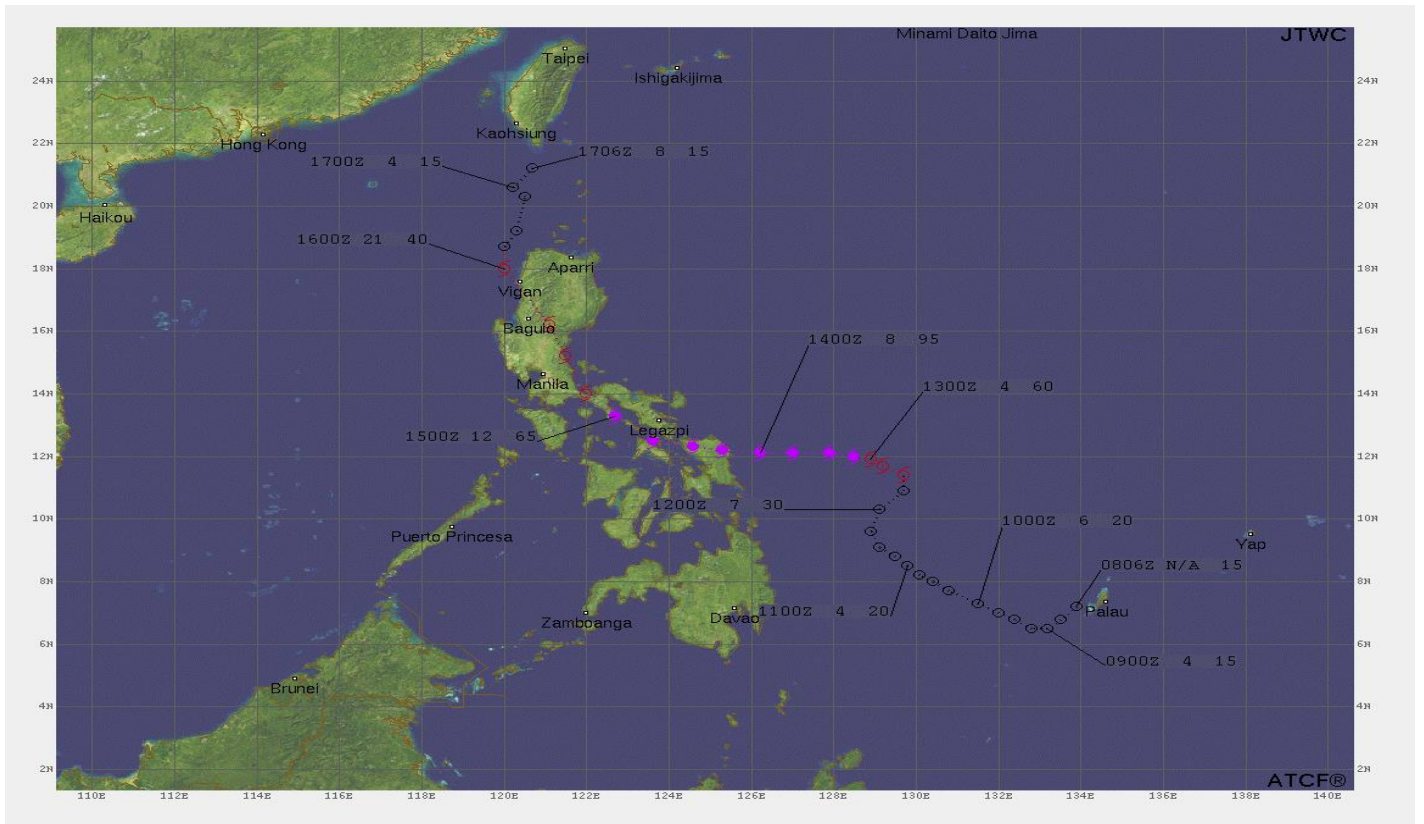 Minami Daito Jima
JTWC
Taipei
Ishigakijima
24N
24N
Kaohsiung
Hong Kong
22N
22N
1706Z 8 15
1700Z 4 15
20N
20N
Haikou
1600Z 21 40
18N
18N
Aparri
Vigan
16N
16N
Baguio
1400Z 8 95
Manila
1300Z 4 60
14N
14N
Legazpi
1500Z 12 65
12N
12N
1200Z 7 30
10N
10N
1000Z 6 20
Puerto Princesa
Yap
0806Z N/A 15
8N
8N
1100Z 4 20
Palau
Zamboanga
Davao
6N
6N
0900Z 4 15
Brunei
4N
4N
2N
2N
ATCF®
110E 112E 114E 116E 118E 120E 122E 124E 126E 128E 130E 132E 134E 136E 138E 140E